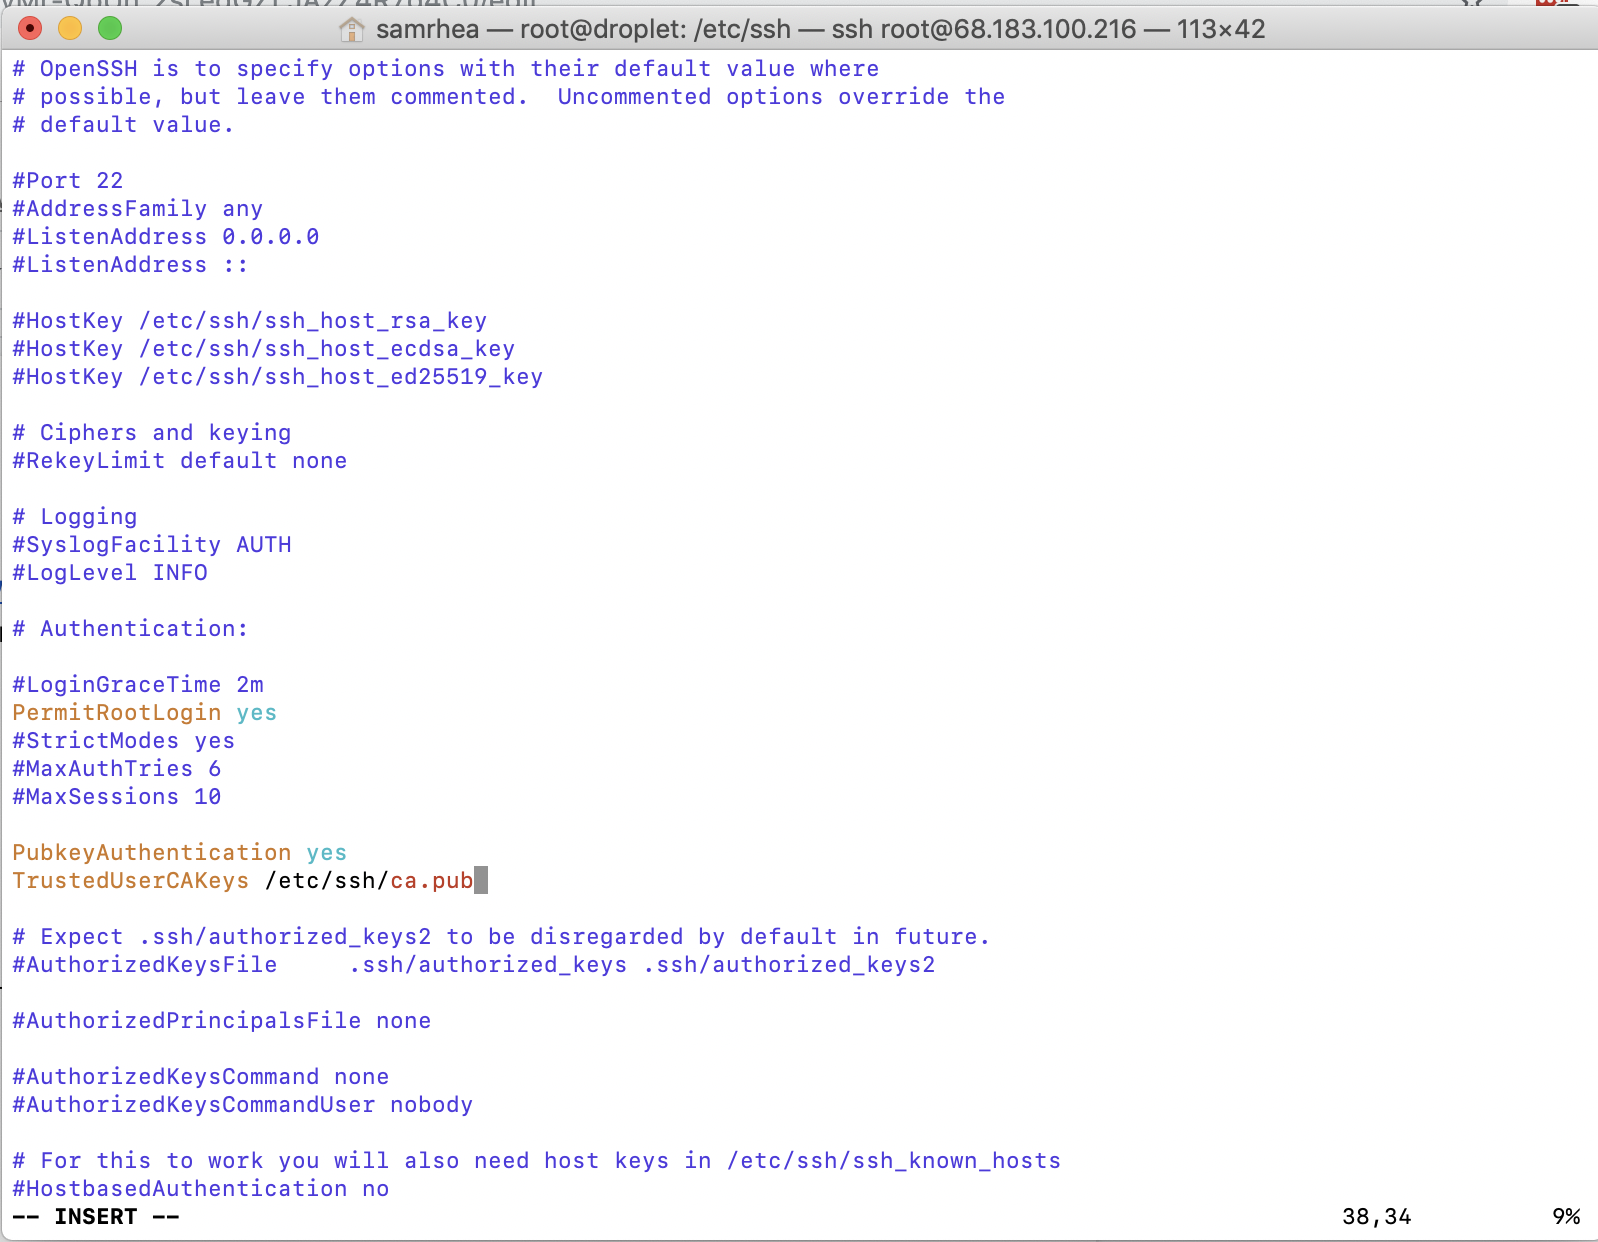 samrhea — root@droplet: /etc/ssh — ssh root@68.183.100.216 — 113×42
# OpenSSH is to specify options with their default value where
# possible, but leave them commented.  Uncommented options override the
# default value.
#Port 22
#AddressFamily any
#ListenAddress 0.0.0.0
#ListenAddress ::
#HostKey /etc/ssh/ssh_host_rsa_key
#HostKey /etc/ssh/ssh_host_ecdsa_key
#HostKey /etc/ssh/ssh_host_ed25519_key
# Ciphers and keying
#RekeyLimit default none
# Logging
#SyslogFacility AUTH
#LogLevel INFO
# Authentication:
#LoginGraceTime 2m
PermitRootLogin yes
#StrictModes yes
#MaxAuthTries 6
#MaxSessions 10
PubkeyAuthentication yes
TrustedUserCAKeys /etc/ssh/ca.pub
# Expect .ssh/authorized_keys2 to be disregarded by default in future.
#AuthorizedKeysFile     .ssh/authorized_keys .ssh/authorized_keys2
#AuthorizedPrincipalsFile none
#AuthorizedKeysCommand none
#AuthorizedKeysCommandUser nobody
# For this to work you will also need host keys in /etc/ssh/ssh_known_hosts
#HostbasedAuthentication no
-- INSERT -- 38,34 9%